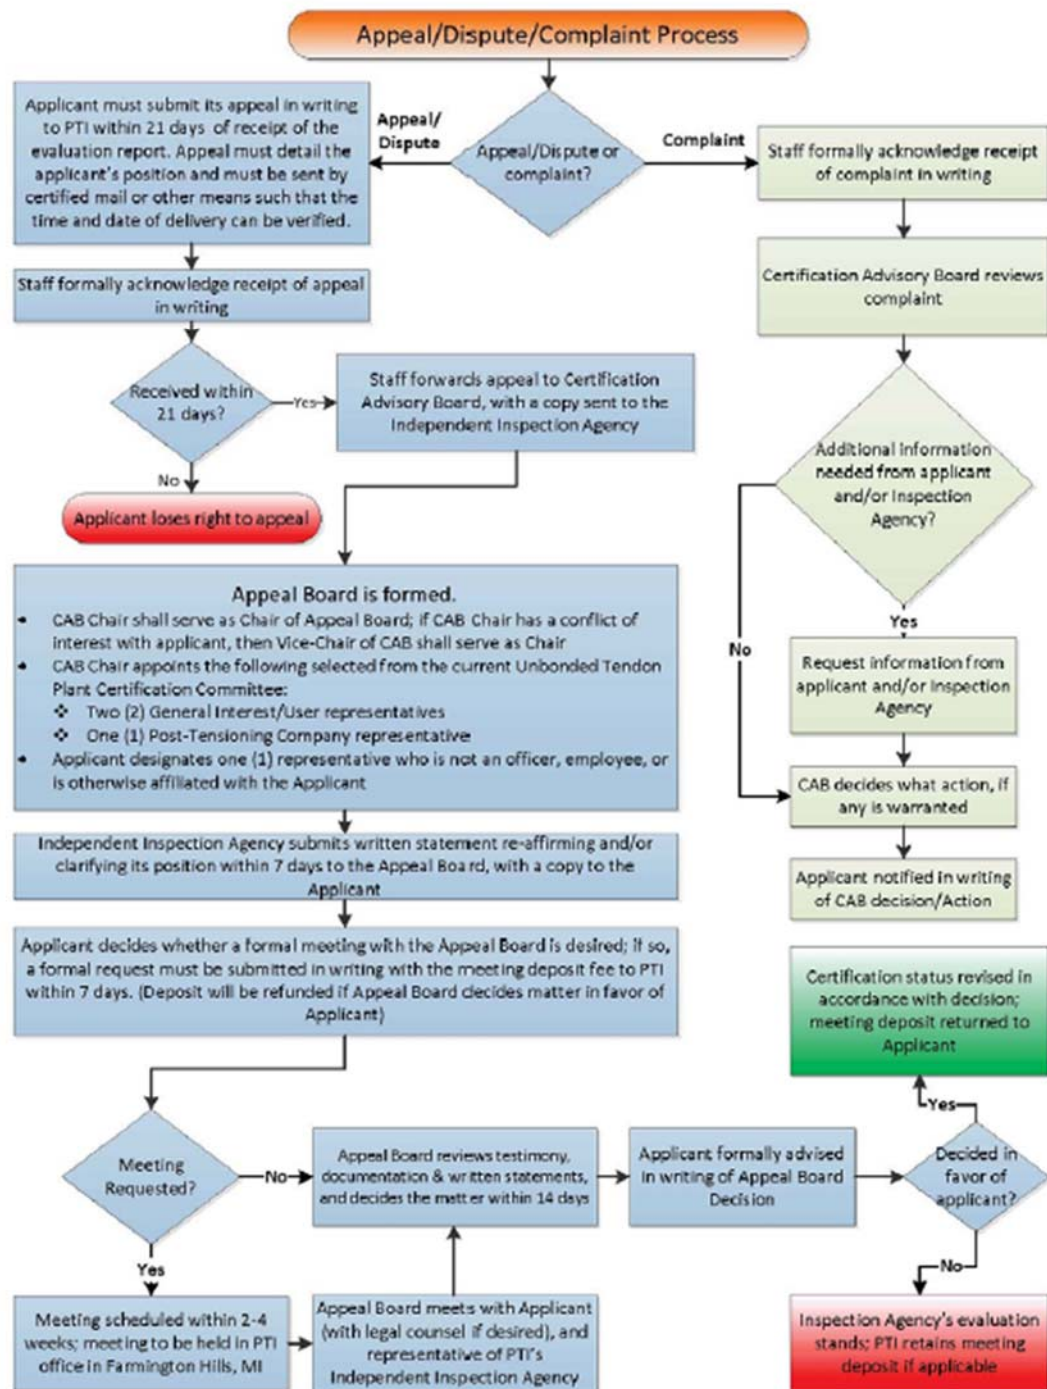 Appeal/Dispute/Complaint Process
Applicant must submit its appeal in writing
to PTI within 21 days of receipt of the
evaluation report. Appeal must detail the
applicant's position and must be sent by
certified mail or other means such that the
time and date of delivery can be verified.
Appeal/
Dispute
Appeal/Dispute or
complaint?
Complaint
Staff formally acknowledge receipt
of complaint in writing
Staff formally acknowledge receipt of appeal
in writing
Certification Advisory Board reviews
complaint
Received within
21 days?
Yes
Staff forwards appeal to Certification
Advisory Board, with a copy sent to the
Independent Inspection Agency
No
Applicant loses right to appeal
Additional information
needed from applicant
and/or Inspection
Agency?
Yes
No
Request information from
applicant and/or Inspection
Agency
CAB decides what action, if
any is warranted
Applicant notified in writing
of CAB decision/Action
Appeal Board is formed.
• CAB Chair shall serve as Chair of Appeal Board; if CAB Chair has a conflict of
interest with applicant, then Vice-Chair of CAB shall serve as Chair
• CAB Chair appoints the following selected from the current Unbonded Tendon
Plant Certification Committee:
❖ Two (2) General Interest/User representatives
❖ One (1) Post-Tensioning Company representative
• Applicant designates one (1) representative who is not an officer, employee, or
is otherwise affiliated with the Applicant
Independent Inspection Agency submits written statement re-affirming and/or
clarifying its position within 7 days to the Appeal Board, with a copy to the
Applicant
Applicant decides whether a formal meeting with the Appeal Board is desired; if so,
a formal request must be submitted in writing with the meeting deposit fee to PTI
within 7 days. (Deposit will be refunded if Appeal Board decides matter in favor of
Applicant)
Meeting
Requested?
No
Appeal Board reviews testimony,
documentation & written statements,
and decides the matter within 14 days
Applicant formally advised
in writing of Appeal Board
Decision
Decided in
favor of
applicant?
Yes
Certification status revised in
accordance with decision;
meeting deposit returned to
Applicant
No
Inspection Agency's evaluation
stands; PTI retains meeting
deposit if applicable
Yes
Meeting scheduled within 2-4
weeks; meeting to be held in PTI
office in Farmington Hills, MI
Appeal Board meets with Applicant
(with legal counsel if desired), and
representative of PTI's
Independent Inspection Agency